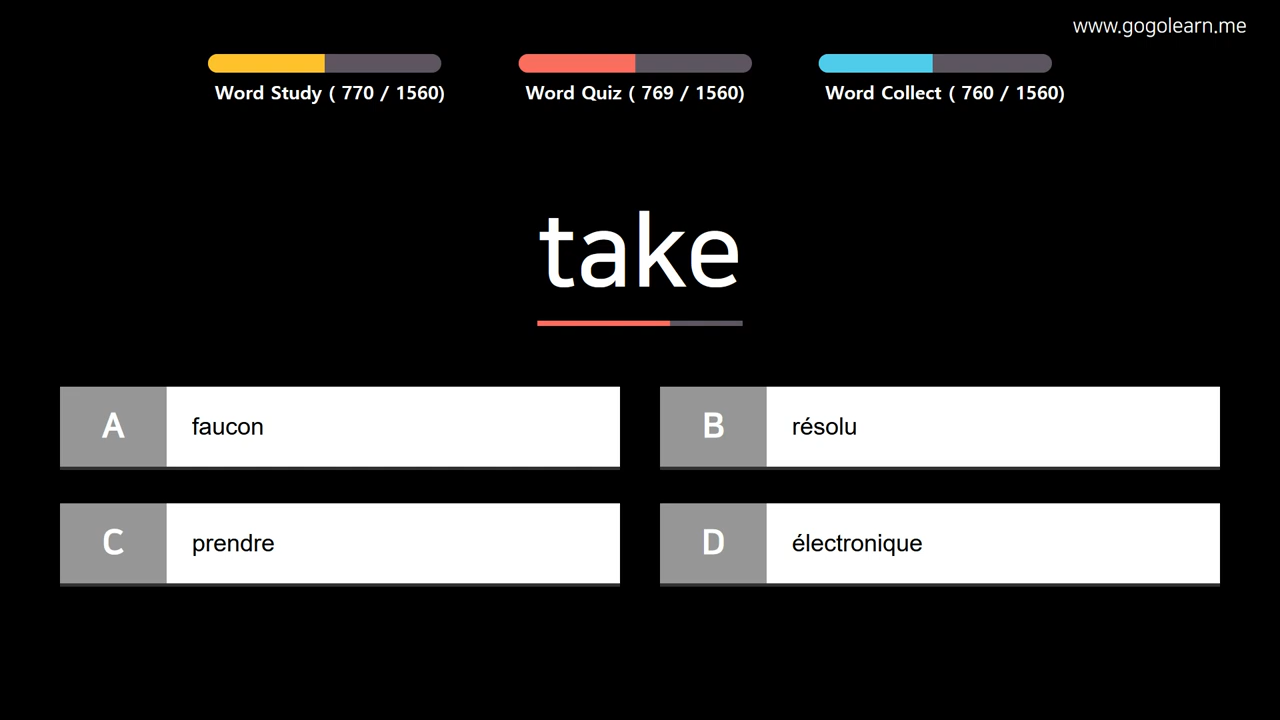 www.gogolearn.me
Word Study ( 770 / 1560)
Word Quiz ( 769 / 1560)
Word Collect ( 760 / 1560)
take
A faucon
B résolu
C prendre
D électronique